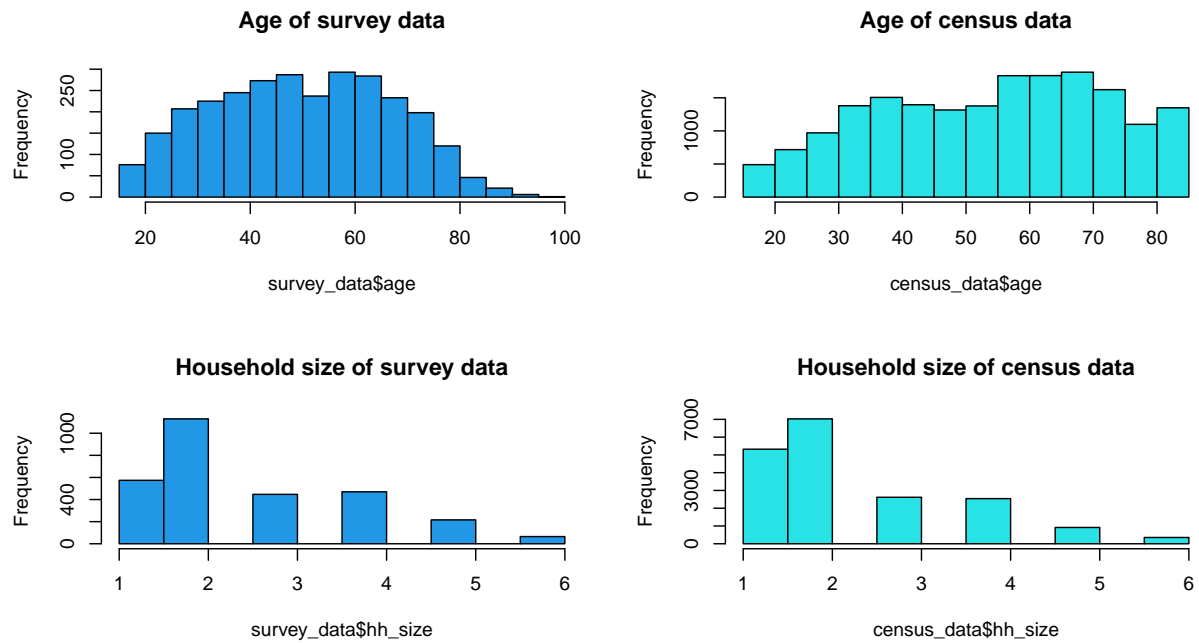 Age of survey data
Frequency
0 100 250
20 40 60 80 100
survey_data$age
Age of census data
Frequency
0 1000
20 30 40 50 60 70 80
census_data$age
Household size of survey data
Frequency
0 400 1000
1 2 3 4 5 6
survey_data$hh_size
Household size of census data
Frequency
0 3000 7000
1 2 3 4 5 6
census_data$hh_size